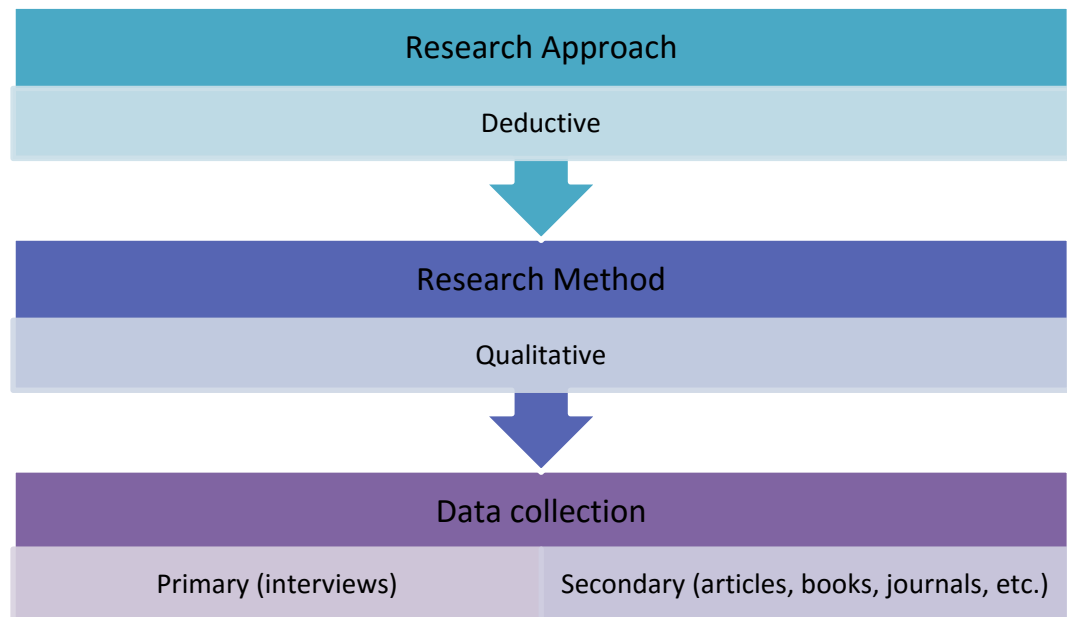 Research Approach
Deductive
Research Method
Qualitative
Data collection
Primary (interviews)
Secondary (articles, books, journals, etc.)